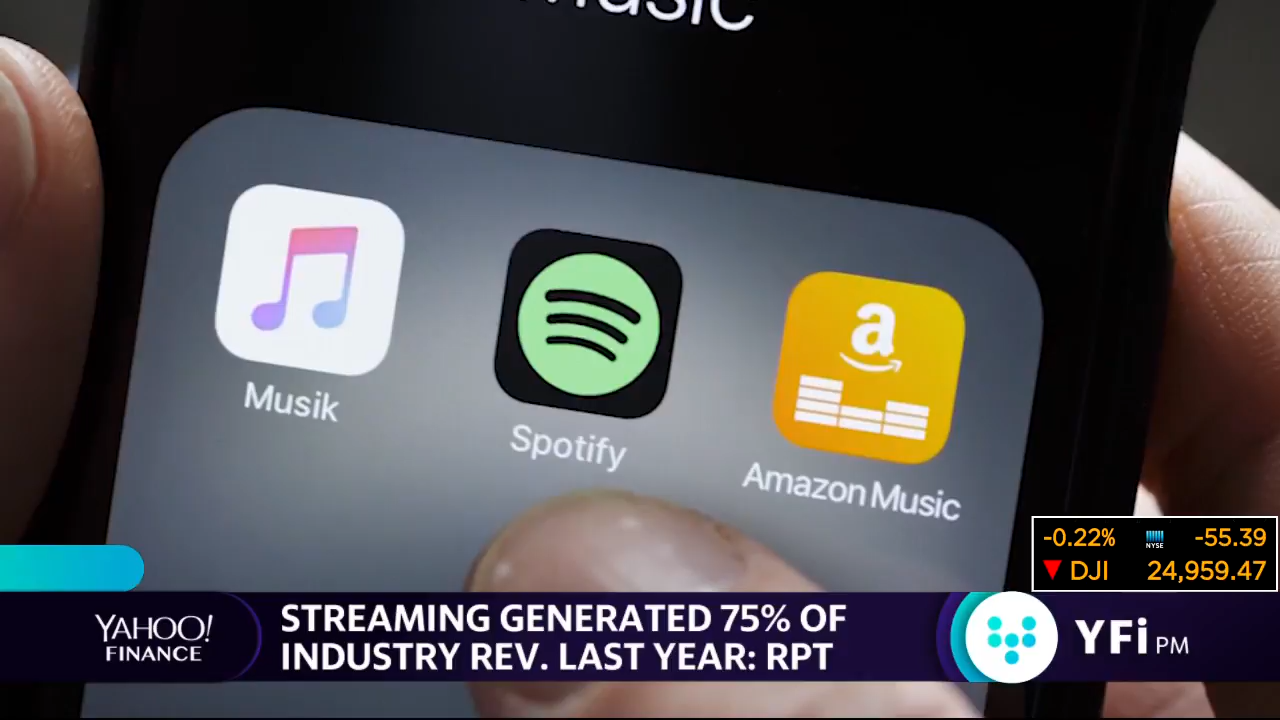 Musik
Spotify
a
Amazon Music
-0.22% NYSE -55.39
DJI 24,959.47
YAHOO!
FINANCE
STREAMING GENERATED 75% OF
INDUSTRY REV. LAST YEAR: RPT
YFi PM